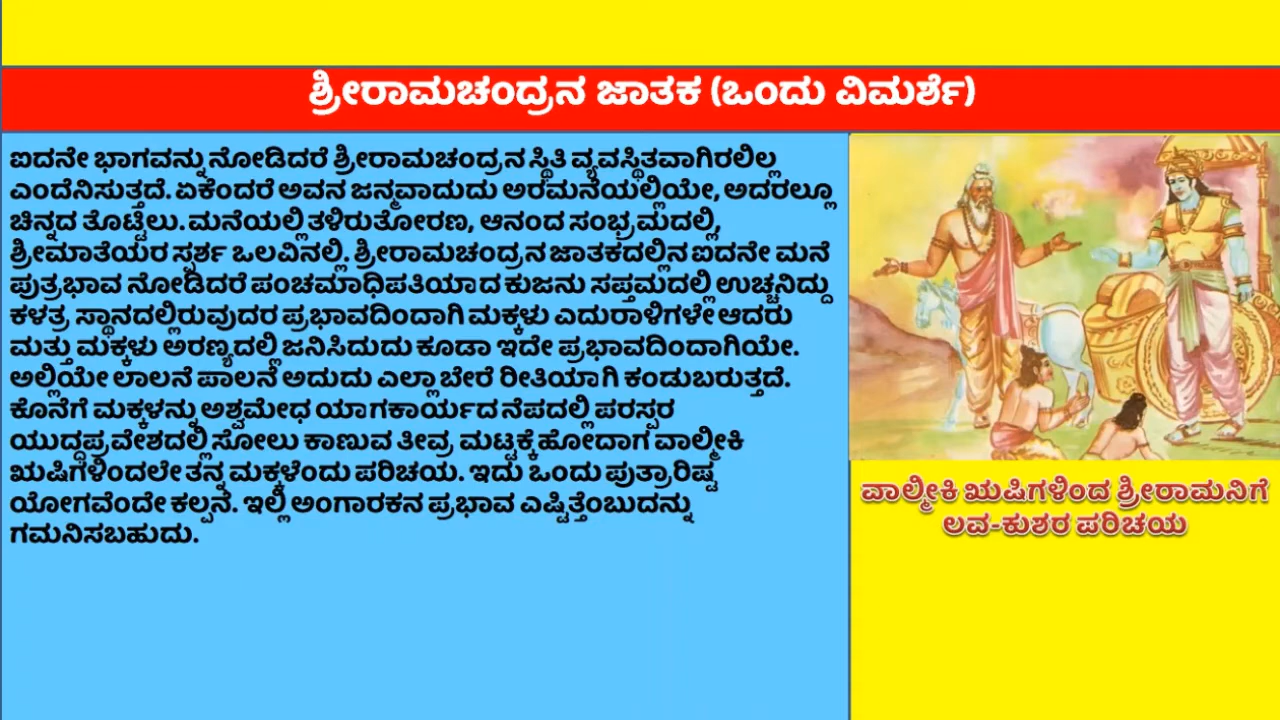 ಶ್ರೀರಾಮಚಂದ್ರನ ಜಾತಕ (ಒಂದು ವಿಮರ್ಶೆ)
ಐದನೇ ಭಾಗವನ್ನು ನೋಡಿದರೆ ಶ್ರೀರಾಮಚಂದ್ರನ ಸ್ಥಿತಿ ವ್ಯವಸ್ಥಿತವಾಗಿರಲಿಲ್ಲ
ಎಂದೆನಿಸುತ್ತದೆ. ಏಕೆಂದರೆ ಅವನ ಜನ್ಮವಾದುದು ಅರಮನೆಯಲ್ಲಿಯೇ, ಅದರಲ್ಲೂ
ಚಿನ್ನದ ತೊಟ್ಟಿಲು. ಮನೆಯಲ್ಲಿ ತಳಿರುತೋರಣ, ಆನಂದ ಸಂಭ್ರಮದಲ್ಲಿ,
ಶ್ರೀಮಾತೆಯರ ಸ್ಪರ್ಶ ಒಲವಿನಲ್ಲಿ. ಶ್ರೀರಾಮಚಂದ್ರನ ಜಾತಕದಲ್ಲಿನ ಐದನೇ ಮನೆ
ಪುತ್ರಭಾವ ನೋಡಿದರೆ ಪಂಚಮಾಧಿಪತಿಯಾದ ಕುಜನು ಸಪ್ತಮದಲ್ಲಿ ಉಚ್ಚನಿದ್ದು
ಕಳತ್ರ ಸ್ಥಾನದಲ್ಲಿರುವುದರ ಪ್ರಭಾವದಿಂದಾಗಿ ಮಕ್ಕಳು ಎದುರಾಳಿಗಳೇ ಆದರು
ಮತ್ತು ಮಕ್ಕಳು ಅರಣ್ಯದಲ್ಲಿ ಜನಿಸಿದುದು ಕೂಡಾ ಇದೇ ಪ್ರಭಾವದಿಂದಾಗಿಯೇ.
ಅಲ್ಲಿಯೇ ಲಾಲನೆ ಪಾಲನೆ ಅದುದು ಎಲ್ಲಾ ಬೇರೆ ರೀತಿಯಾಗಿ ಕಂಡುಬರುತ್ತದೆ.
ಕೊನೆಗೆ ಮಕ್ಕಳನ್ನು ಅಶ್ವಮೇಧ ಯಾಗಕಾರ್ಯದ ನೆಪದಲ್ಲಿ ಪರಸ್ಪರ
ಯುದ್ಧಪ್ರವೇಶದಲ್ಲಿ ಸೋಲು ಕಾಣುವ ತೀವ್ರ ಮಟ್ಟಕ್ಕೆ ಹೋದಾಗ ವಾಲ್ಮೀಕಿ
ಋಷಿಗಳಿಂದಲೇ ತನ್ನ ಮಕ್ಕಳೆಂದು ಪರಿಚಯ. ಇದು ಒಂದು ಪುತ್ರಾರಿಷ್ಟ
ಯೋಗವೆಂದೇ ಕಲ್ಪನೆ. ಇಲ್ಲಿ ಅಂಗಾರಕನ ಪ್ರಭಾವ ಎಷ್ಟಿತ್ತೆಂಬುದನ್ನು
ಗಮನಿಸಬಹುದು.
ವಾಲ್ಮೀಕಿ ಋಷಿಗಳಿಂದ ಶ್ರೀರಾಮನಿಗೆ
ಲವ-ಕುಶರ ಪರಿಚಯ